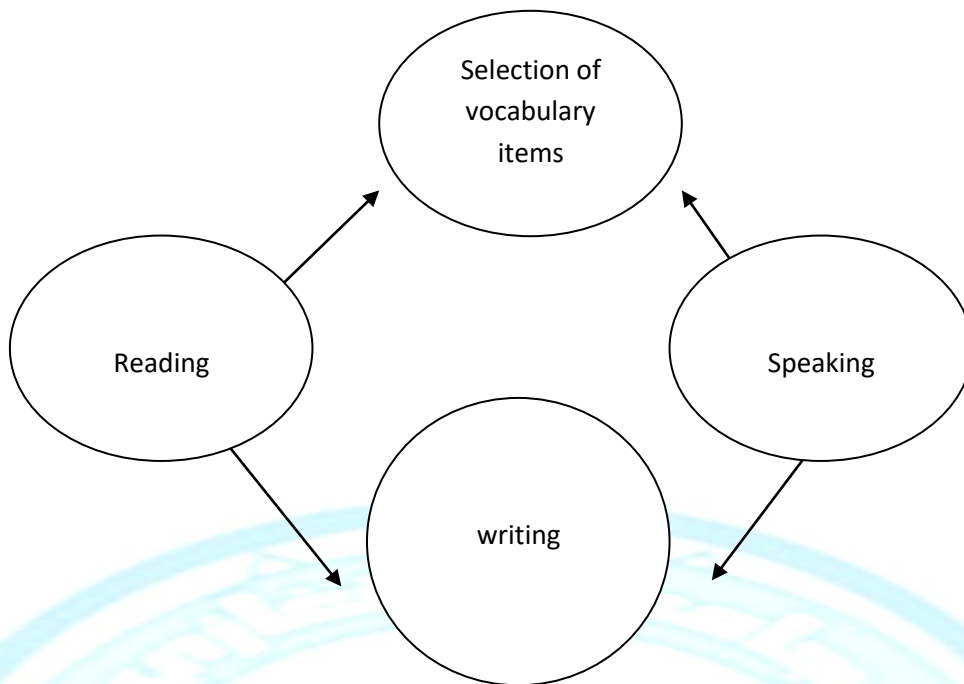 Selection of
vocabulary
items
Reading
Speaking
writing